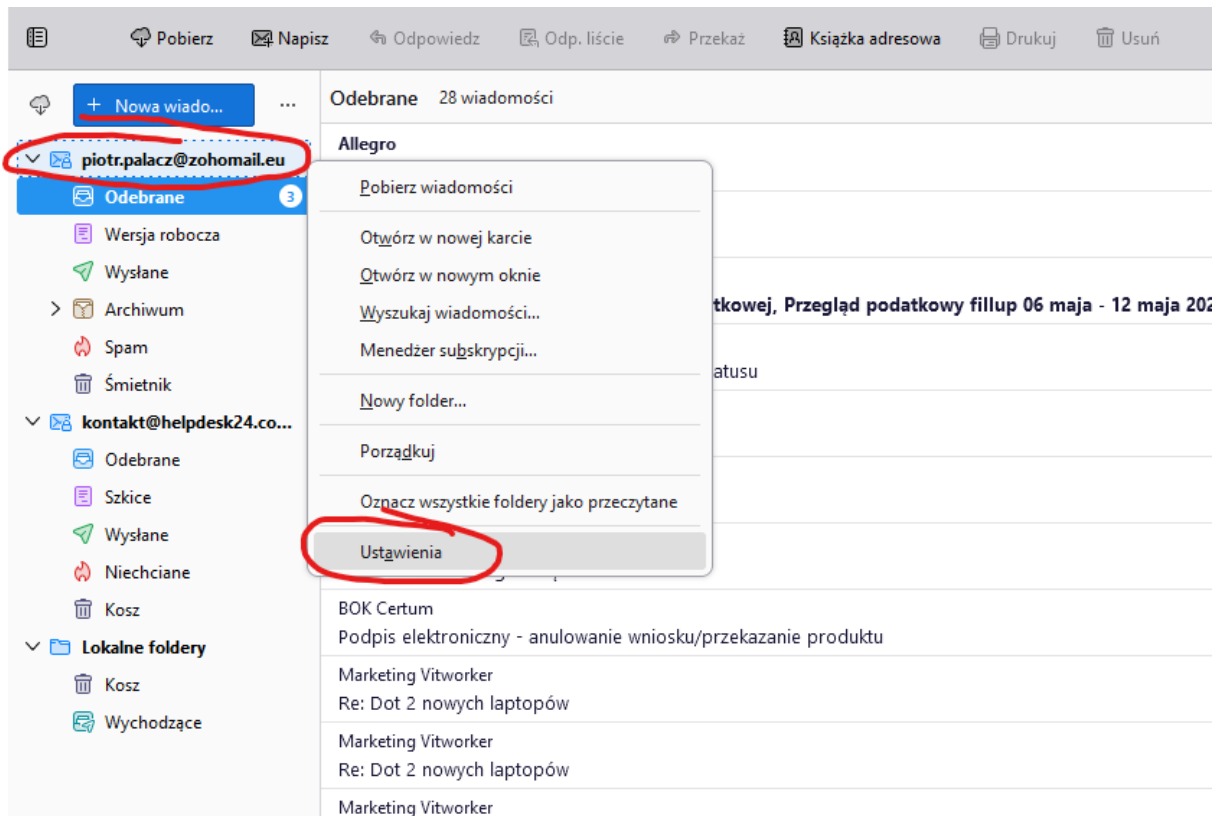 Pobierz Napisz Odpowiedz Odp. liście Przekaż Książka adresowa Drukuj Usuń
+ Nowa wiado... ...
Odebrane 28 wiadomości
piotr.palacz@zohomail.eu
Odebrane 3
Wersja robocza
Wysłane
Archiwum
Spam
Śmietnik
kontakt@helpdesk24.co...
Odebrane
Szkice
Wysłane
Niechciane
Kosz
Lokalne foldery
Kosz
Wychodzące
Allegro
Pobierz wiadomości
Otwórz w nowej karcie
Otwórz w nowym oknie
Wyszukaj wiadomości...
Menedżer subskrypcji...
Nowy folder...
Porządkuj
Oznacz wszystkie foldery jako przeczytane
Ustawienia
tkowej, Przegląd podatkowy fillup 06 maja - 12 maja 202
atusu
BOK Certum
Podpis elektroniczny - anulowanie wniosku/przekazanie produktu
Marketing Vitworker
Re: Dot 2 nowych laptopów
Marketing Vitworker
Re: Dot 2 nowych laptopów
Marketing Vitworker